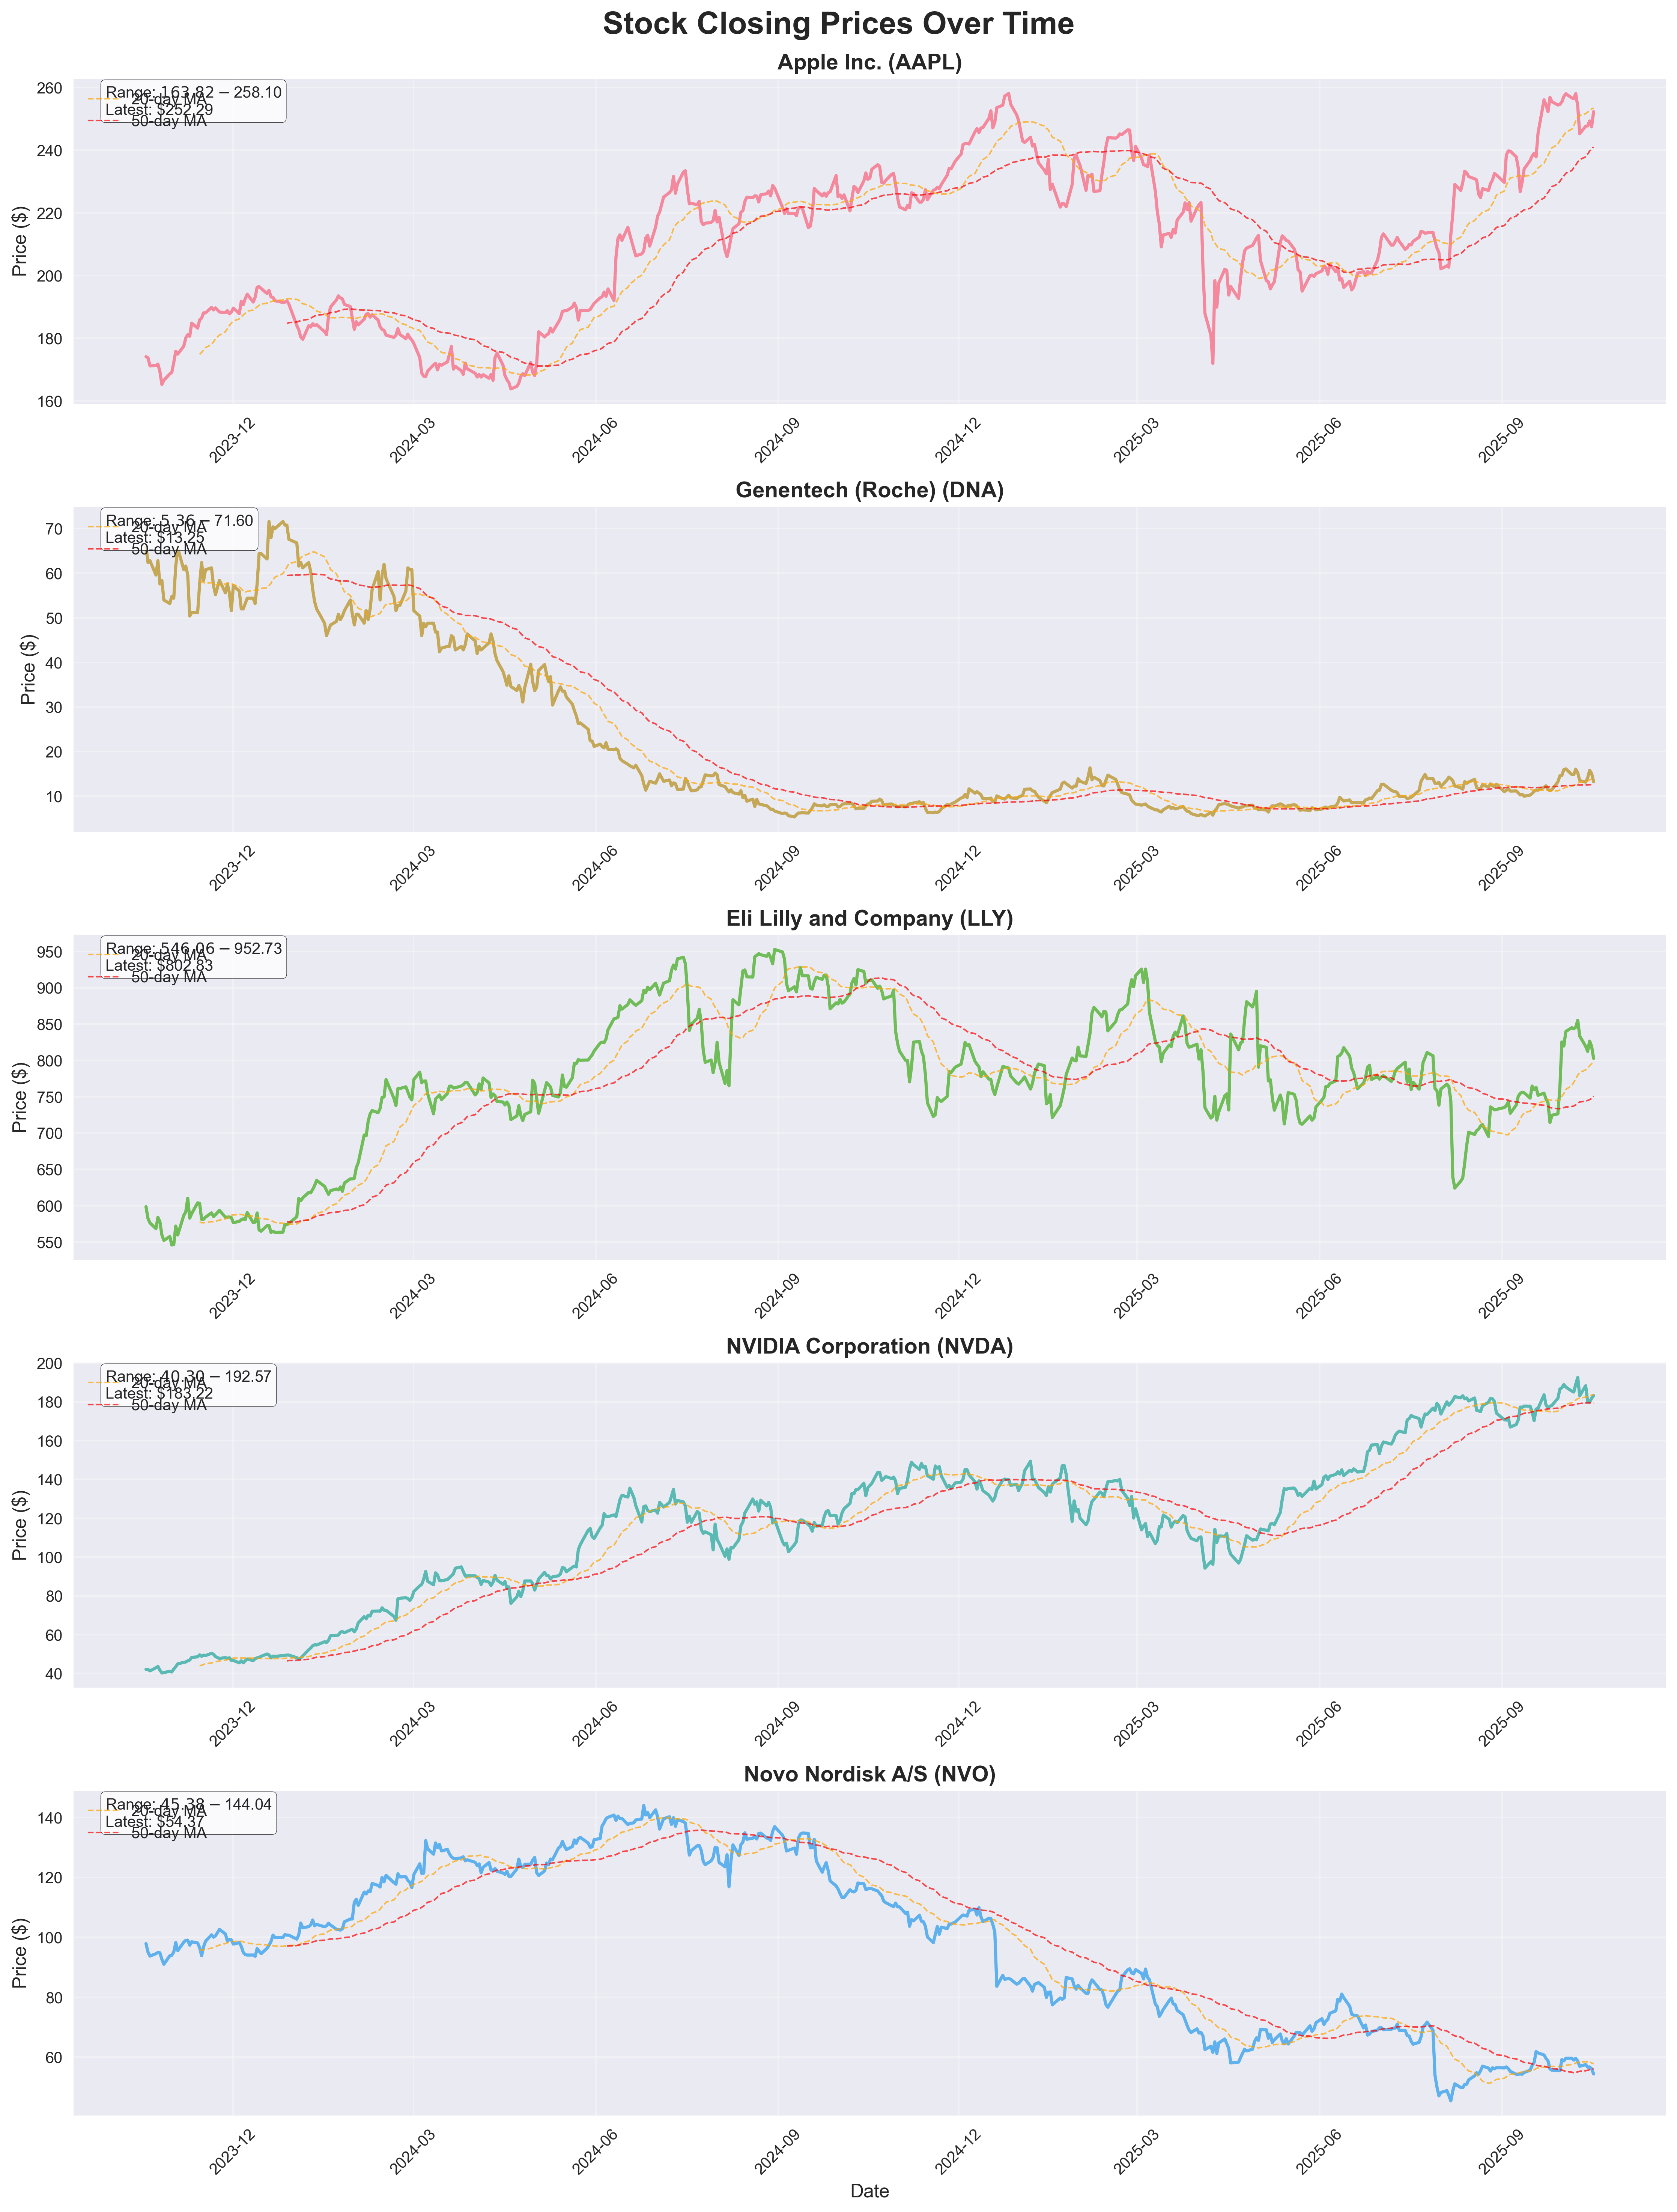 Stock Closing Prices Over Time
Apple Inc. (AAPL)
Range: 163.82 − 258.10
Latest: $252.29
20-day MA
50-day MA
Price ($)
260
240
220
200
180
160
2023-12
2024-03
2024-06
2024-09
2024-12
2025-03
2025-06
2025-09
Genentech (Roche) (DNA)
Range: 5.36 − 71.60
Latest: $13.25
20-day MA
50-day MA
Price ($)
70
60
50
40
30
20
10
2023-12
2024-03
2024-06
2024-09
2024-12
2025-03
2025-06
2025-09
Eli Lilly and Company (LLY)
Range: 546.06 − 952.73
Latest: $802.83
20-day MA
50-day MA
Price ($)
950
900
850
800
750
700
650
600
550
2023-12
2024-03
2024-06
2024-09
2024-12
2025-03
2025-06
2025-09
NVIDIA Corporation (NVDA)
Range: 40.30 − 192.57
Latest: $183.22
20-day MA
50-day MA
Price ($)
200
180
160
140
120
100
80
60
40
2023-12
2024-03
2024-06
2024-09
2024-12
2025-03
2025-06
2025-09
Novo Nordisk A/S (NVO)
Range: 45.38 − 144.04
Latest: $54.37
20-day MA
50-day MA
Price ($)
140
120
100
80
60
2023-12
2024-03
2024-06
2024-09
2024-12
2025-03
2025-06
2025-09
Date